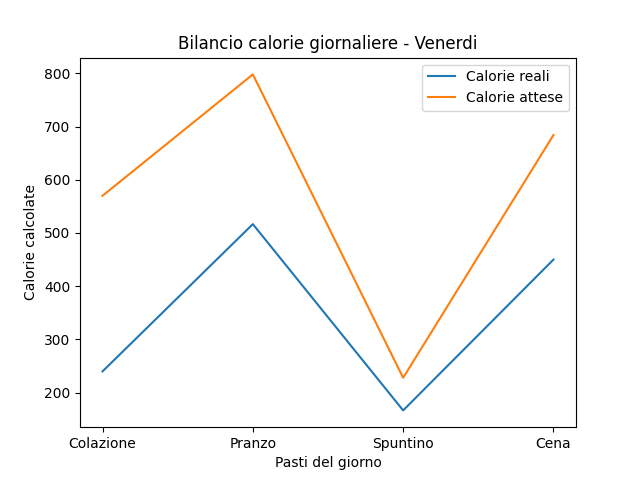 Bilancio calorie giornaliere - Venerdi
Calorie reali
Calorie attese
800
700
600
500
400
300
200
Calorie calcolate
Colazione Pranzo Spuntino Cena
Pasti del giorno